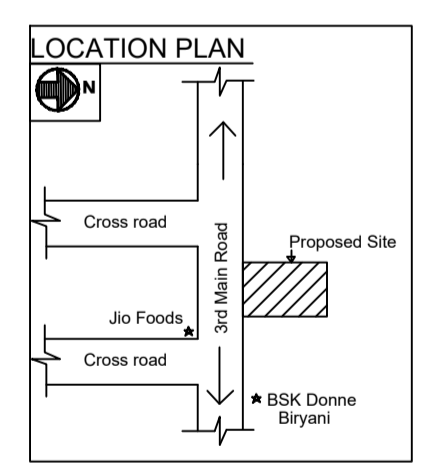 LOCATION PLAN
N
Cross road
3rd Main Road
Proposed Site
Jio Foods
Cross road
BSK Donne
Biryani